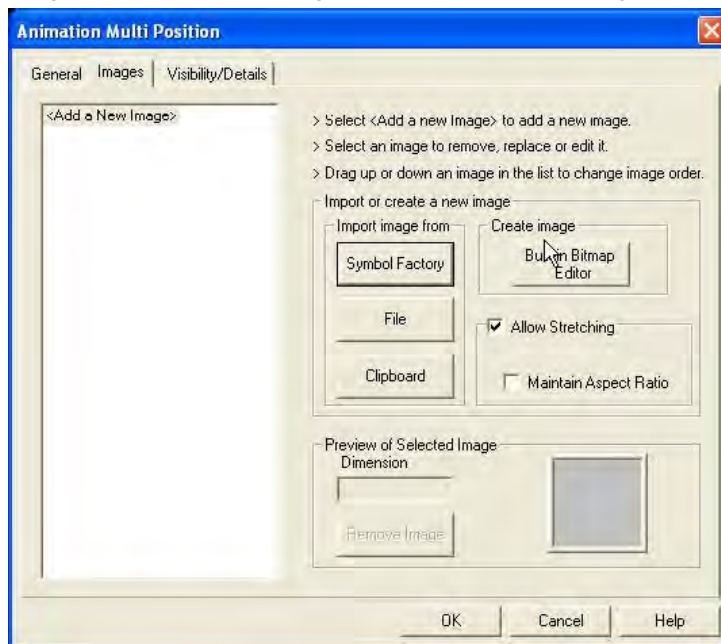 Animation Multi Position
General Images Visibility/Details
<Add a New Image>
> Select <Add a new Image> to add a new image.
> Select an image to remove, replace or edit it.
> Drag up or down an image in the list to change image order.
Import or create a new image
Import image from
Create image
Symbol Factory
Bitmap
Editor
File
Allow Stretching
Clipboard
Maintain Aspect Ratio
Preview of Selected Image
Dimension
Remove Image
OK Cancel Help